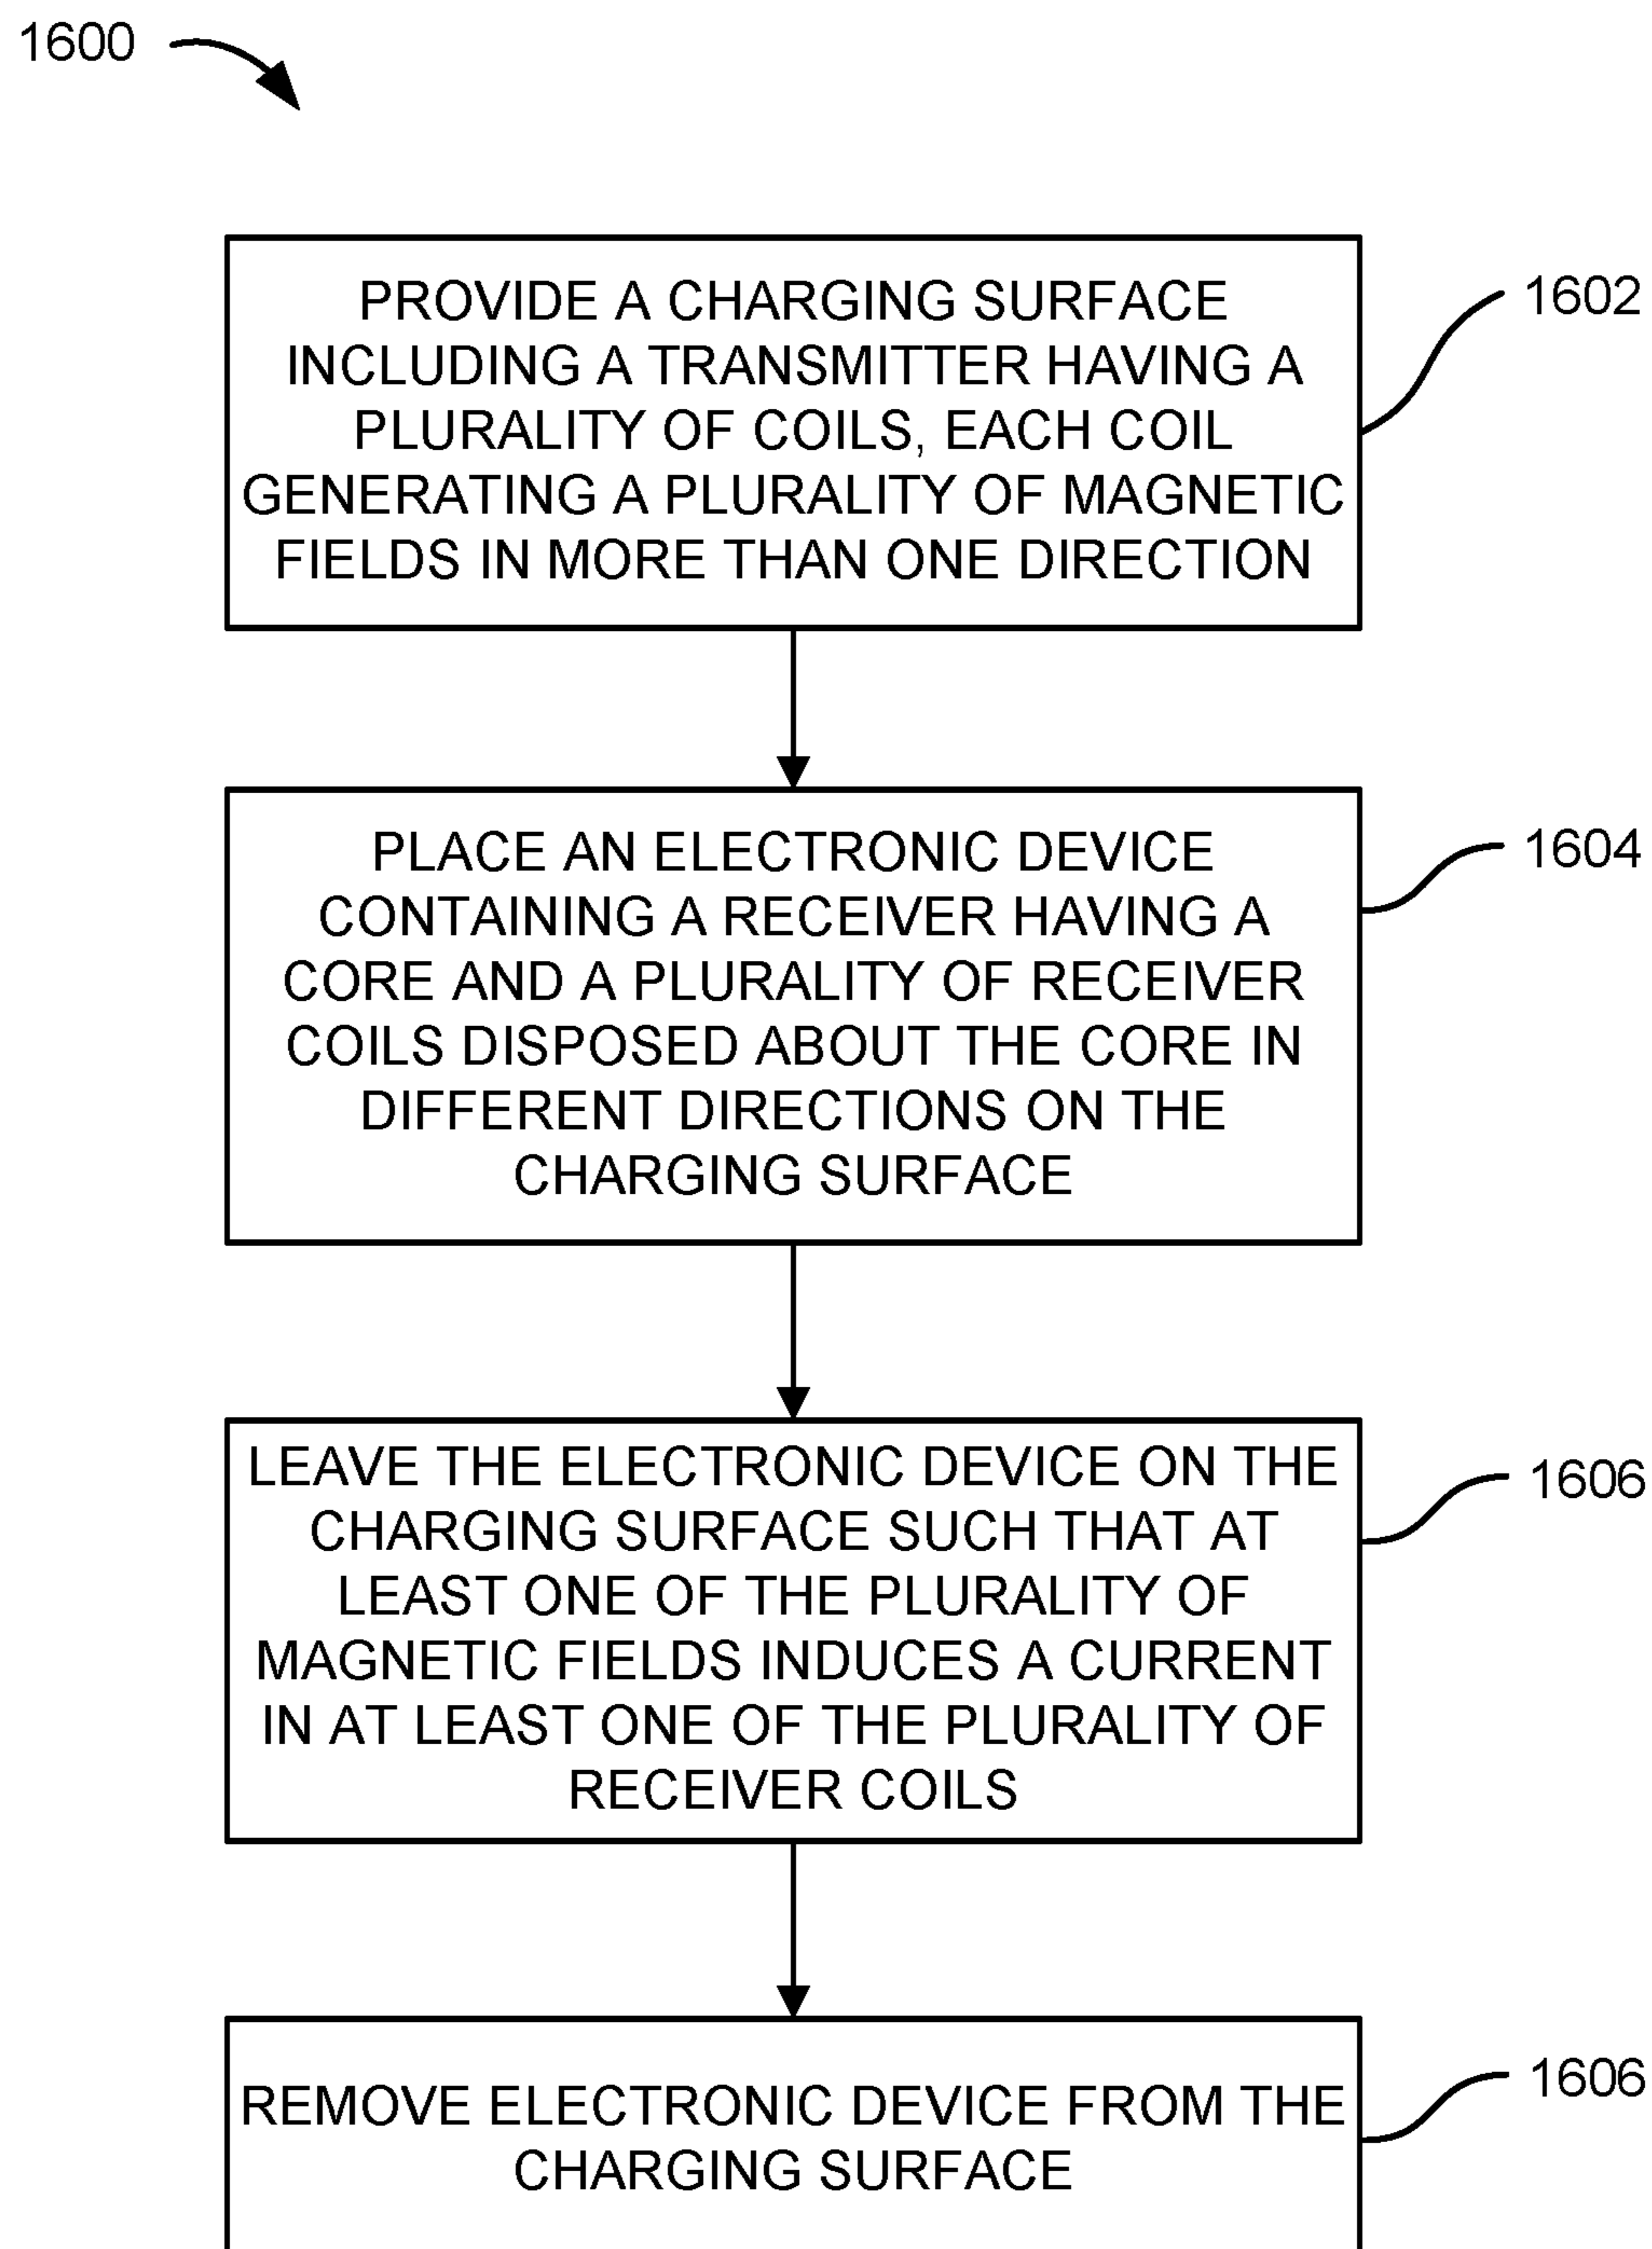 1600
PROVIDE A CHARGING SURFACE
INCLUDING A TRANSMITTER HAVING A
PLURALITY OF COILS, EACH COIL
GENERATING A PLURALITY OF MAGNETIC
FIELDS IN MORE THAN ONE DIRECTION
1602
PLACE AN ELECTRONIC DEVICE
CONTAINING A RECEIVER HAVING A
CORE AND A PLURALITY OF RECEIVER
COILS DISPOSED ABOUT THE CORE IN
DIFFERENT DIRECTIONS ON THE
CHARGING SURFACE
1604
LEAVE THE ELECTRONIC DEVICE ON THE
CHARGING SURFACE SUCH THAT AT
LEAST ONE OF THE PLURALITY OF
MAGNETIC FIELDS INDUCES A CURRENT
IN AT LEAST ONE OF THE PLURALITY OF
RECEIVER COILS
1606
REMOVE ELECTRONIC DEVICE FROM THE
CHARGING SURFACE
1606